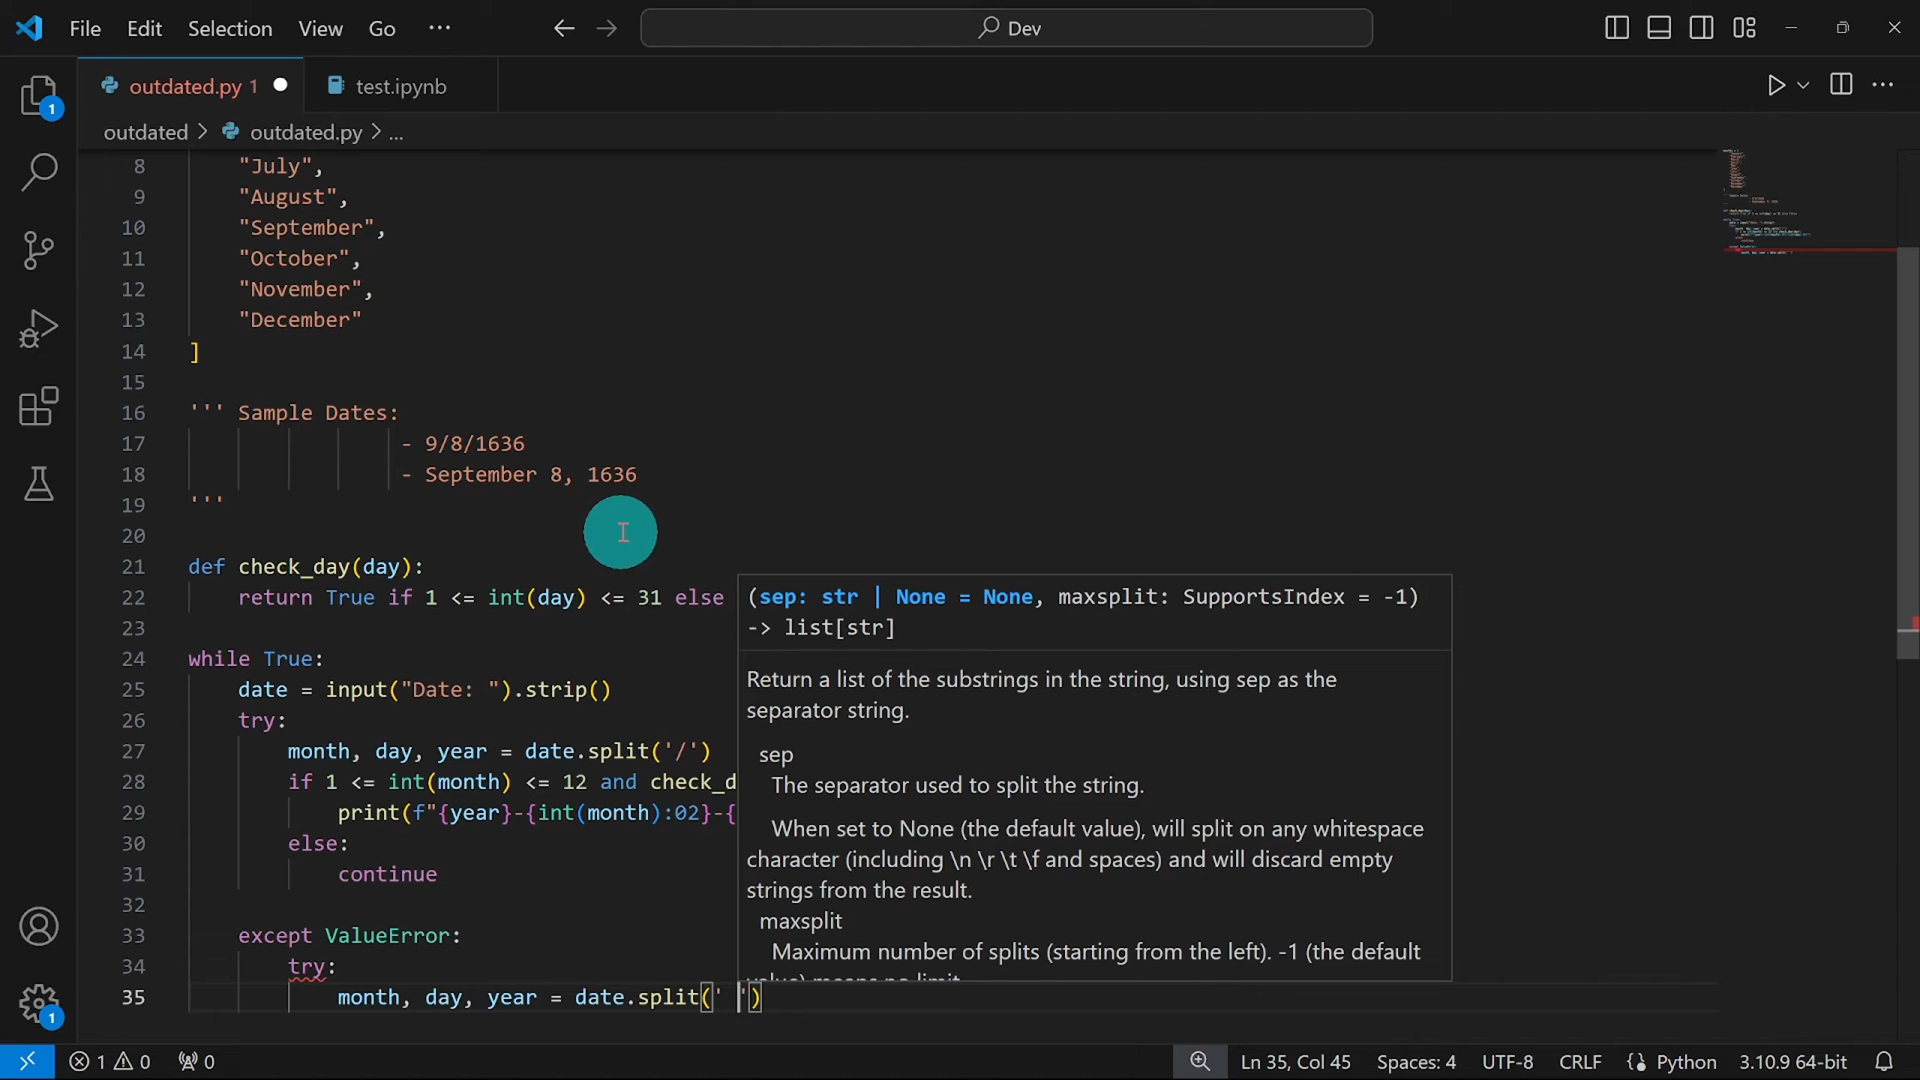 File Edit Selection View Go ··· Dev
outdated.py 1 test.ipynb
1
outdated > outdated.py > ...
8 "July",
9 "August",
10 "September",
11 "October",
12 "November",
13 "December"
14 ]
15
16 ''' Sample Dates:
17 - 9/8/1636
18 - September 8, 1636
19 '''
20
21 def check_day(day):
22 return True if 1 <= int(day) <= 31 else
23
24 while True:
25 date = input("Date: ").strip()
26 try:
27 month, day, year = date.split('/')
28 if 1 <= int(month) <= 12 and check_d
29 print(f"{year}-{int(month):02}-{
30 else:
31 continue
32
33 except ValueError:
34 try:
35 month, day, year = date.split(' ')
(sep: str | None = None, maxsplit: SupportsIndex = -1)
-> list[str]
Return a list of the substrings in the string, using sep as the
separator string.
sep
The separator used to split the string.
When set to None (the default value), will split on any whitespace
character (including \n \r \t \f and spaces) and will discard empty
strings from the result.
maxsplit
Maximum number of splits (starting from the left). -1 (the default
value) means no limit
1
1 0 0 Ln 35, Col 45 Spaces: 4 UTF-8 CRLF Python 3.10.9 64-bit